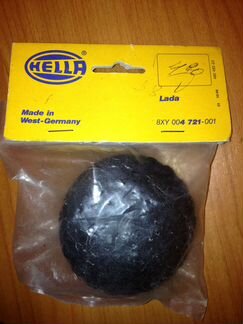 HELLA
Lada
Made in
West-Germany
8XY 004 721-001